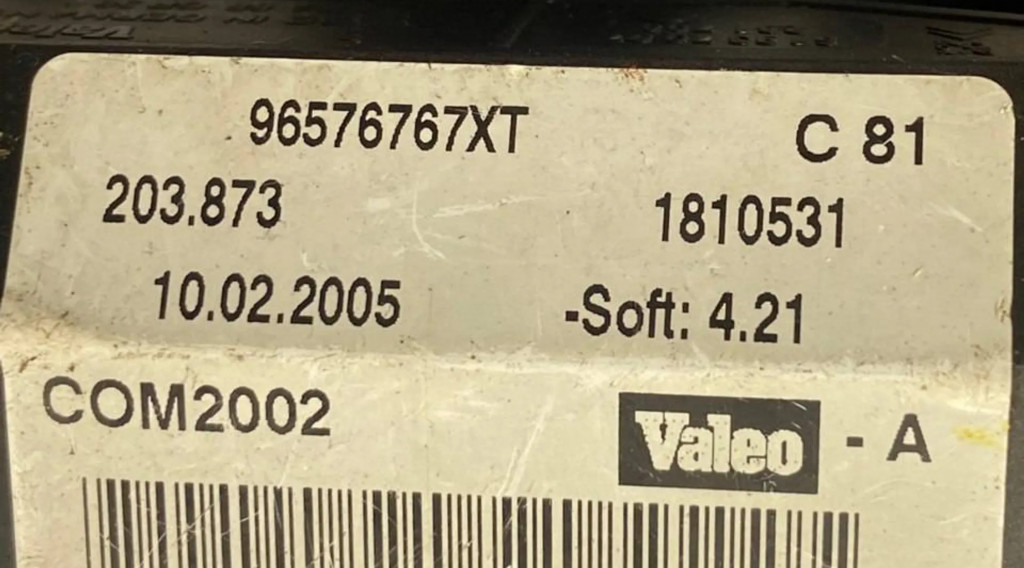 96576767XT C 81
203.873 1810531
10.02.2005 -Soft: 4.21
COM2002 Valeo - A